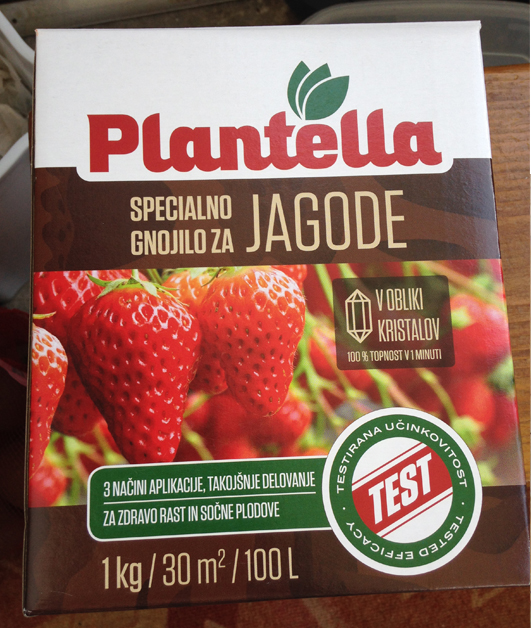 Plantella
SPECIALNO
GNOJILO ZA JAGODE
V OBLIKI
KRISTALOV
100 % TOPNOST V 1 MINUTI
TESTIRANA UČINKOVITOST
TEST
TESTED EFFICACY
3 NAČINI APLIKACIJE, TAKOJŠNJE DELOVANJE
ZA ZDRAVO RAST IN SOČNE PLODOVE
1 kg / 30 m² / 100 L